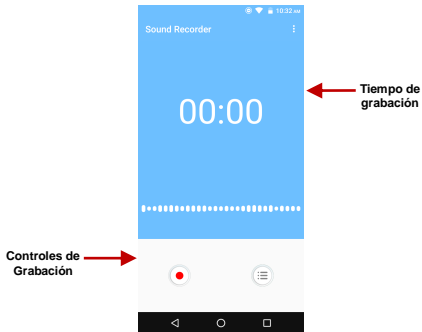 10:32 AM
Sound Recorder
Tiempo de
grabación
00:00
Controles de
Grabación